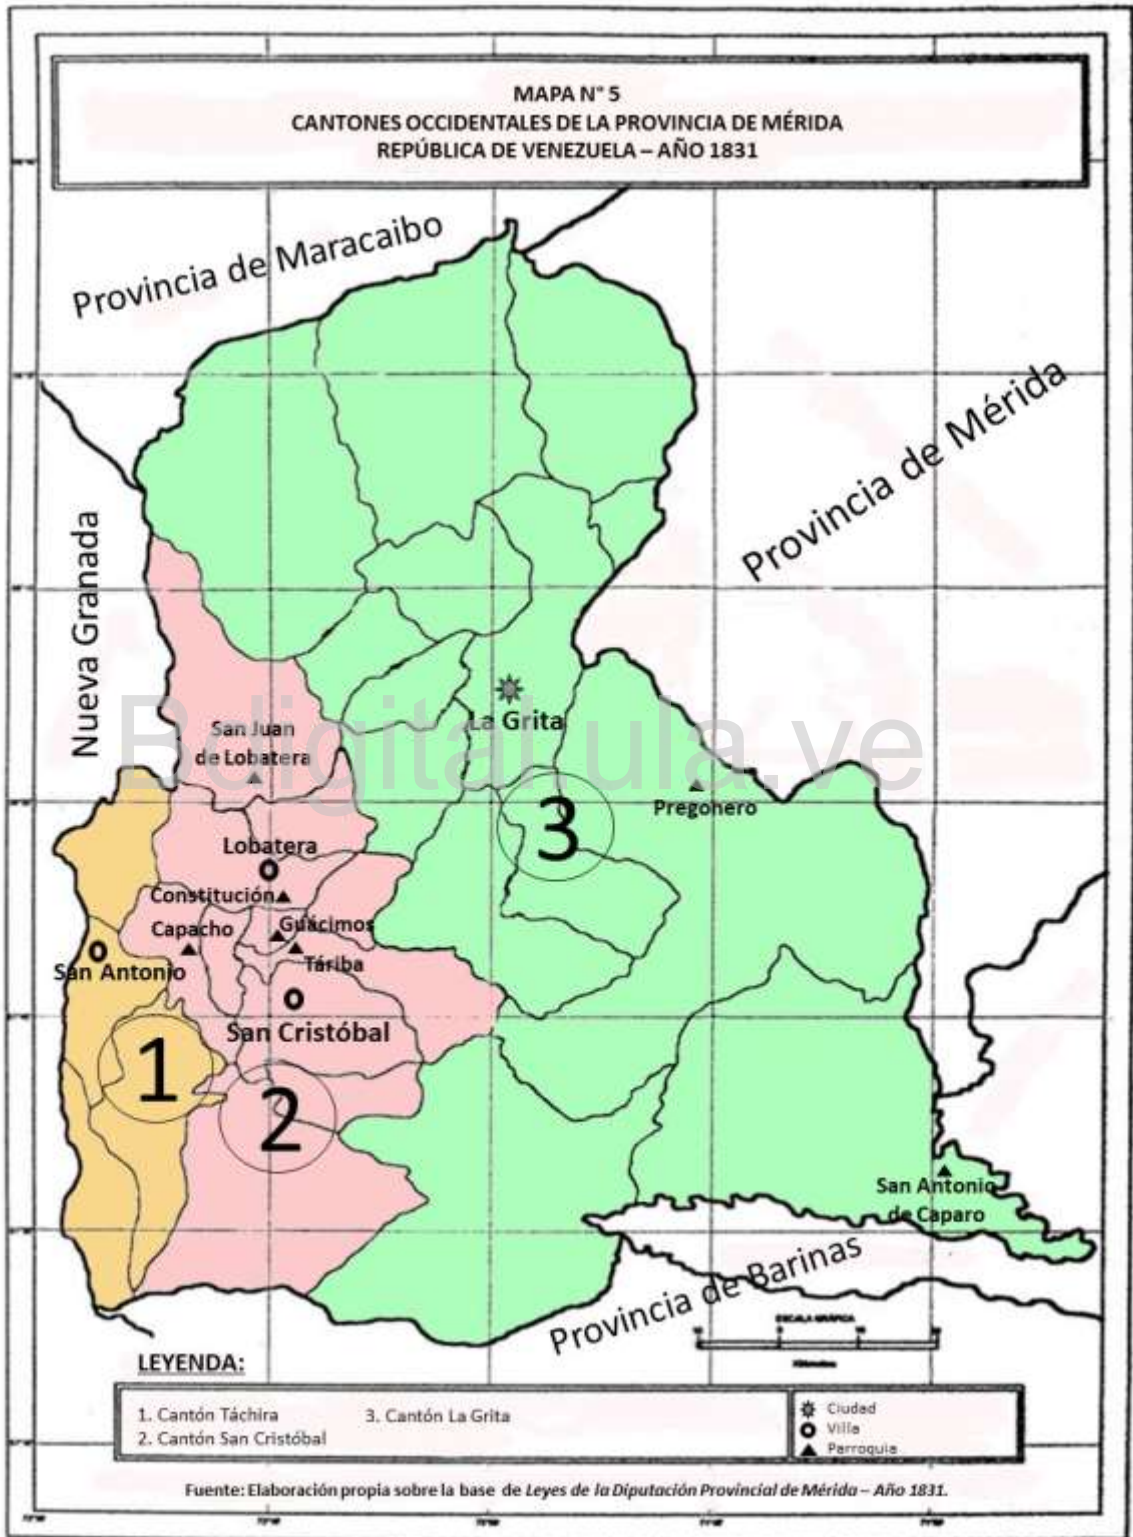 MAPA N° 5
CANTONES OCCIDENTALES DE LA PROVINCIA DE MÉRIDA
REPÚBLICA DE VENEZUELA – AÑO 1831
Provincia de Maracaibo
Provincia de Mérida
Nueva Granada
La Grita
San Juan
de Lobatera
Bdigital.ula.ve
Pregonero
3
Lobatera
Constitución
Capacho
Guácimos
San Antonio
Táriba
San Cristóbal
1
2
San Antonio
de Caparo
Provincia de Barinas
ESCALA GRÁFICA
Kilómetros
LEYENDA:
1. Cantón Táchira
3. Cantón La Grita
2. Cantón San Cristóbal
Ciudad
Villa
Parroquia
Fuente: Elaboración propia sobre la base de Leyes de la Diputación Provincial de Mérida – Año 1831.